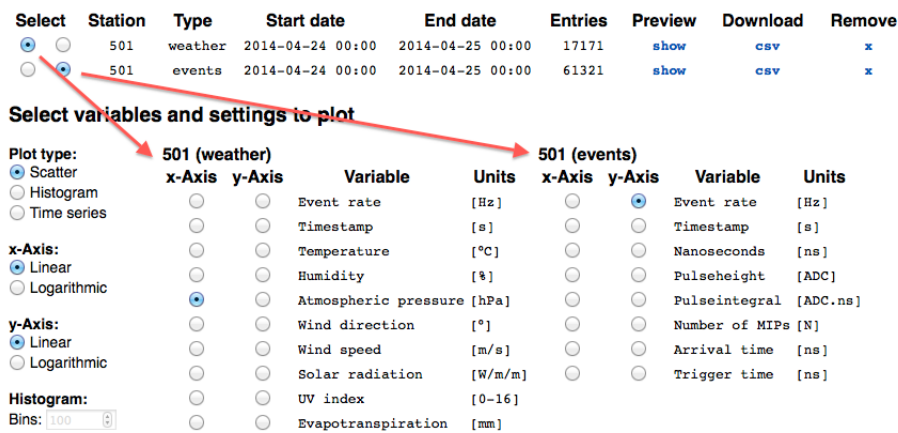 Select Station Type Start date End date Entries Preview Download Remove
501 weather 2014-04-24 00:00 2014-04-25 00:00 17171 show csv x
501 events 2014-04-24 00:00 2014-04-25 00:00 61321 show csv x
Select variables and settings to plot
Plot type:
Scatter
Histogram
Time series
x-Axis:
Linear
Logarithmic
y-Axis:
Linear
Logarithmic
Histogram:
Bins: 100
501 (weather)
x-Axis y-Axis Variable Units
Event rate [Hz]
Timestamp [s]
Temperature [°C]
Humidity [%]
Atmospheric pressure [hPa]
Wind direction [°]
Wind speed [m/s]
Solar radiation [W/m/m]
UV index [0-16]
Evapotranspiration [mm]
501 (events)
x-Axis y-Axis Variable Units
Event rate [Hz]
Timestamp [s]
Nanoseconds [ns]
Pulseheight [ADC]
Pulseintegral [ADC.ns]
Number of MIPs [N]
Arrival time [ns]
Trigger time [ns]